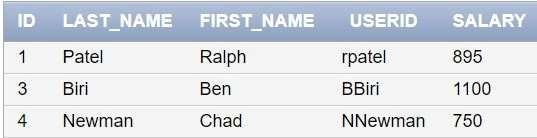 ID LAST_NAME FIRST_NAME USERID SALARY
1 Patel Ralph rpatel 895
3 Biri Ben BBiri 1100
4 Newman Chad NNewman 750